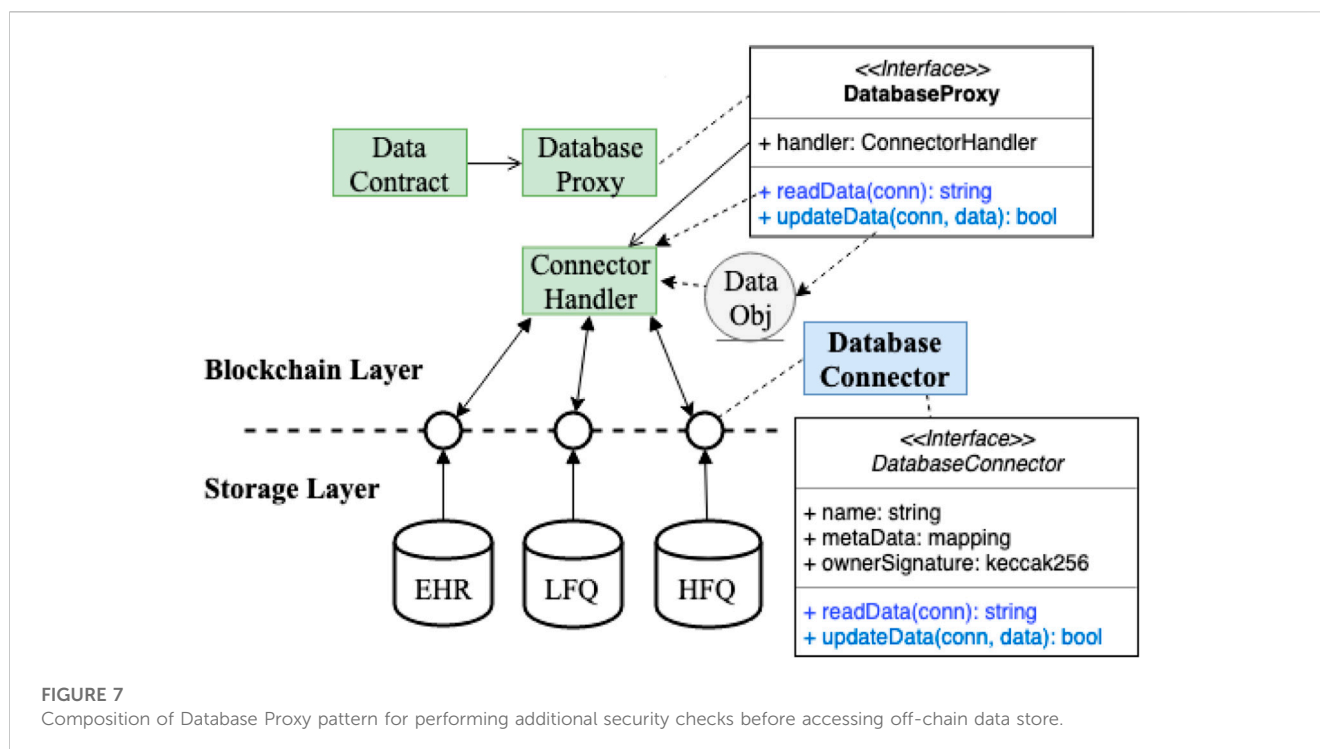 <<Interface>>
DatabaseProxy
+ handler: ConnectorHandler
+ readData(conn): string
+ updateData(conn, data): bool
Data
Contract
Database
Proxy
Connector
Handler
Data
Obj
Database
Connector
Blockchain Layer
Storage Layer
<<Interface>>
DatabaseConnector
+ name: string
+ metaData: mapping
+ ownerSignature: keccak256
+ readData(conn): string
+ updateData(conn, data): bool
EHR
LFQ
HFQ
FIGURE 7
Composition of Database Proxy pattern for performing additional security checks before accessing off-chain data store.